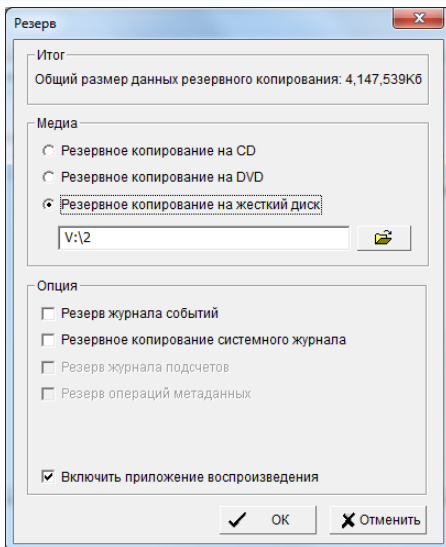 Резерв
Итог
Общий размер данных резервного копирования: 4,147,539Кб
Медиа
Резервное копирование на CD
Резервное копирование на DVD
Резервное копирование на жесткий диск
V:\2
Опция
Резерв журнала событий
Резервное копирование системного журнала
Резерв журнала подсчетов
Резерв операций метаданных
Включить приложение воспроизведения
ОК
Отменить